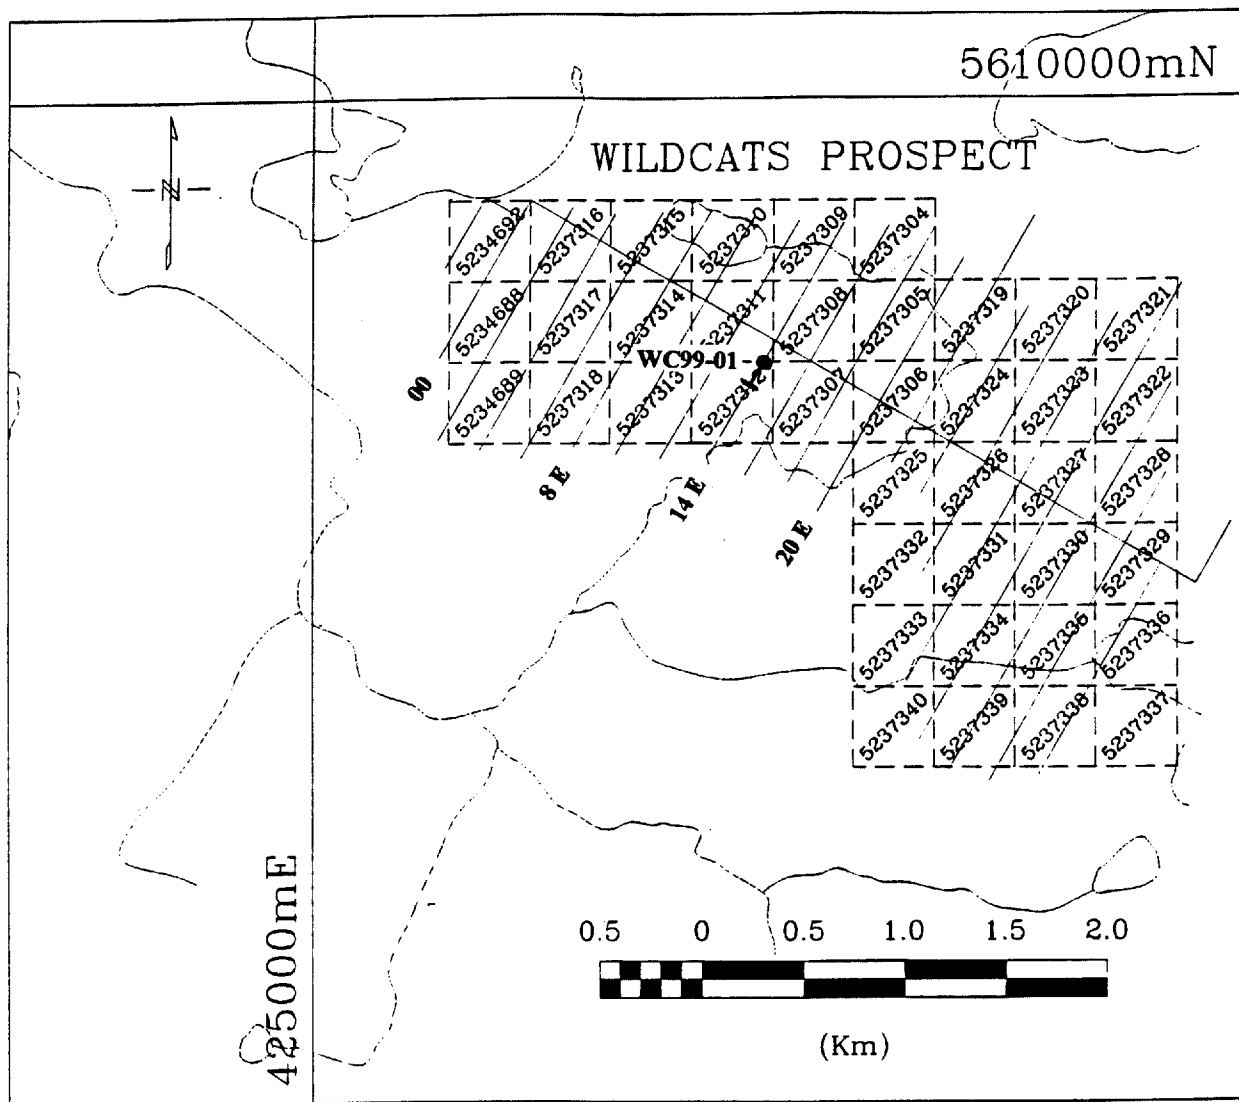 5610000mN
N
WILDCATS PROSPECT
5234692 5237316 5237315 5237310 5237309 5237304
5234688 5237317 5237314 5237311 5237308 5237305 5237319 5237320 5237321
WC99-01
00
5234689 5237318 5237313 5237312 5237307 5237306 5237324 5237323 5237322
8 E
14 E
20 E
5237325 5237326 5237327 5237328
5237332 5237331 5237330 5237329
5237333 5237334 5237335 5237336
5237340 5237339 5237338 5237337
425000mE
0.5 0 0.5 1.0 1.5 2.0
(Km)